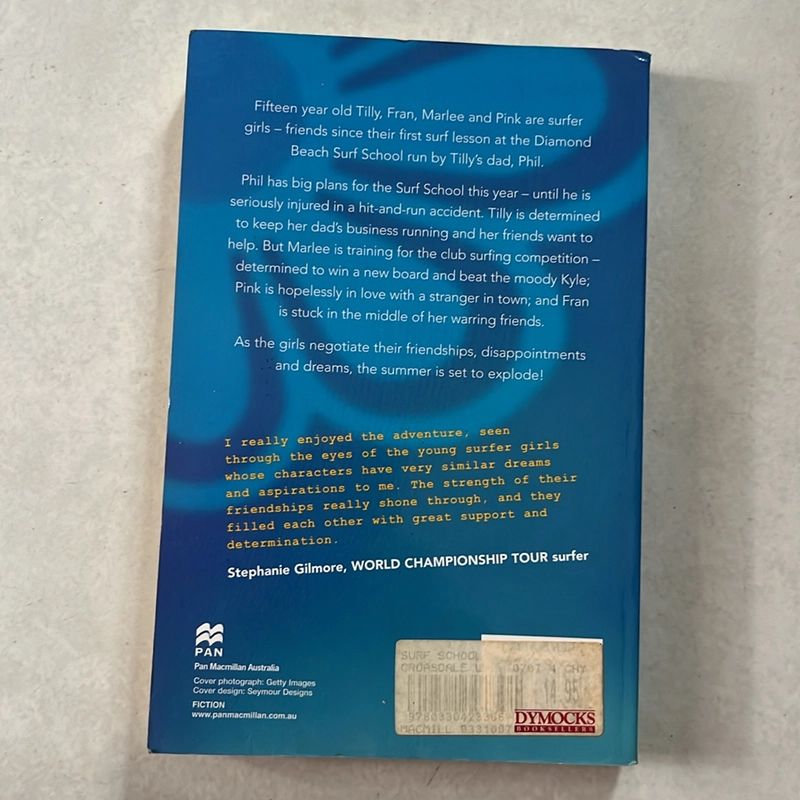 Fifteen year old Tilly, Fran, Marlee and Pink are surfer
girls – friends since their first surf lesson at the Diamond
Beach Surf School run by Tilly's dad, Phil.
Phil has big plans for the Surf School this year – until he is
seriously injured in a hit-and-run accident. Tilly is determined
to keep her dad's business running and her friends want to
help. But Marlee is training for the club surfing competition –
determined to win a new board and beat the moody Kyle;
Pink is hopelessly in love with a stranger in town; and Fran
is stuck in the middle of her warring friends.
As the girls negotiate their friendships, disappointments
and dreams, the summer is set to explode!
I really enjoyed the adventure, seen
through the eyes of the young surfer girls
whose characters have very similar dreams
and aspirations to me. The strength of their
friendships really shone through, and they
filled each other with great support and
determination.
Stephanie Gilmore, WORLD CHAMPIONSHIP TOUR surfer
PAN
Pan Macmillan Australia
Cover photograph: Getty Images
Cover design: Seymour Designs
FICTION
www.panmacmillan.com.au
SURF SCHOOL
CROASDALE L
DYMOCKS
BOOKSELLERS